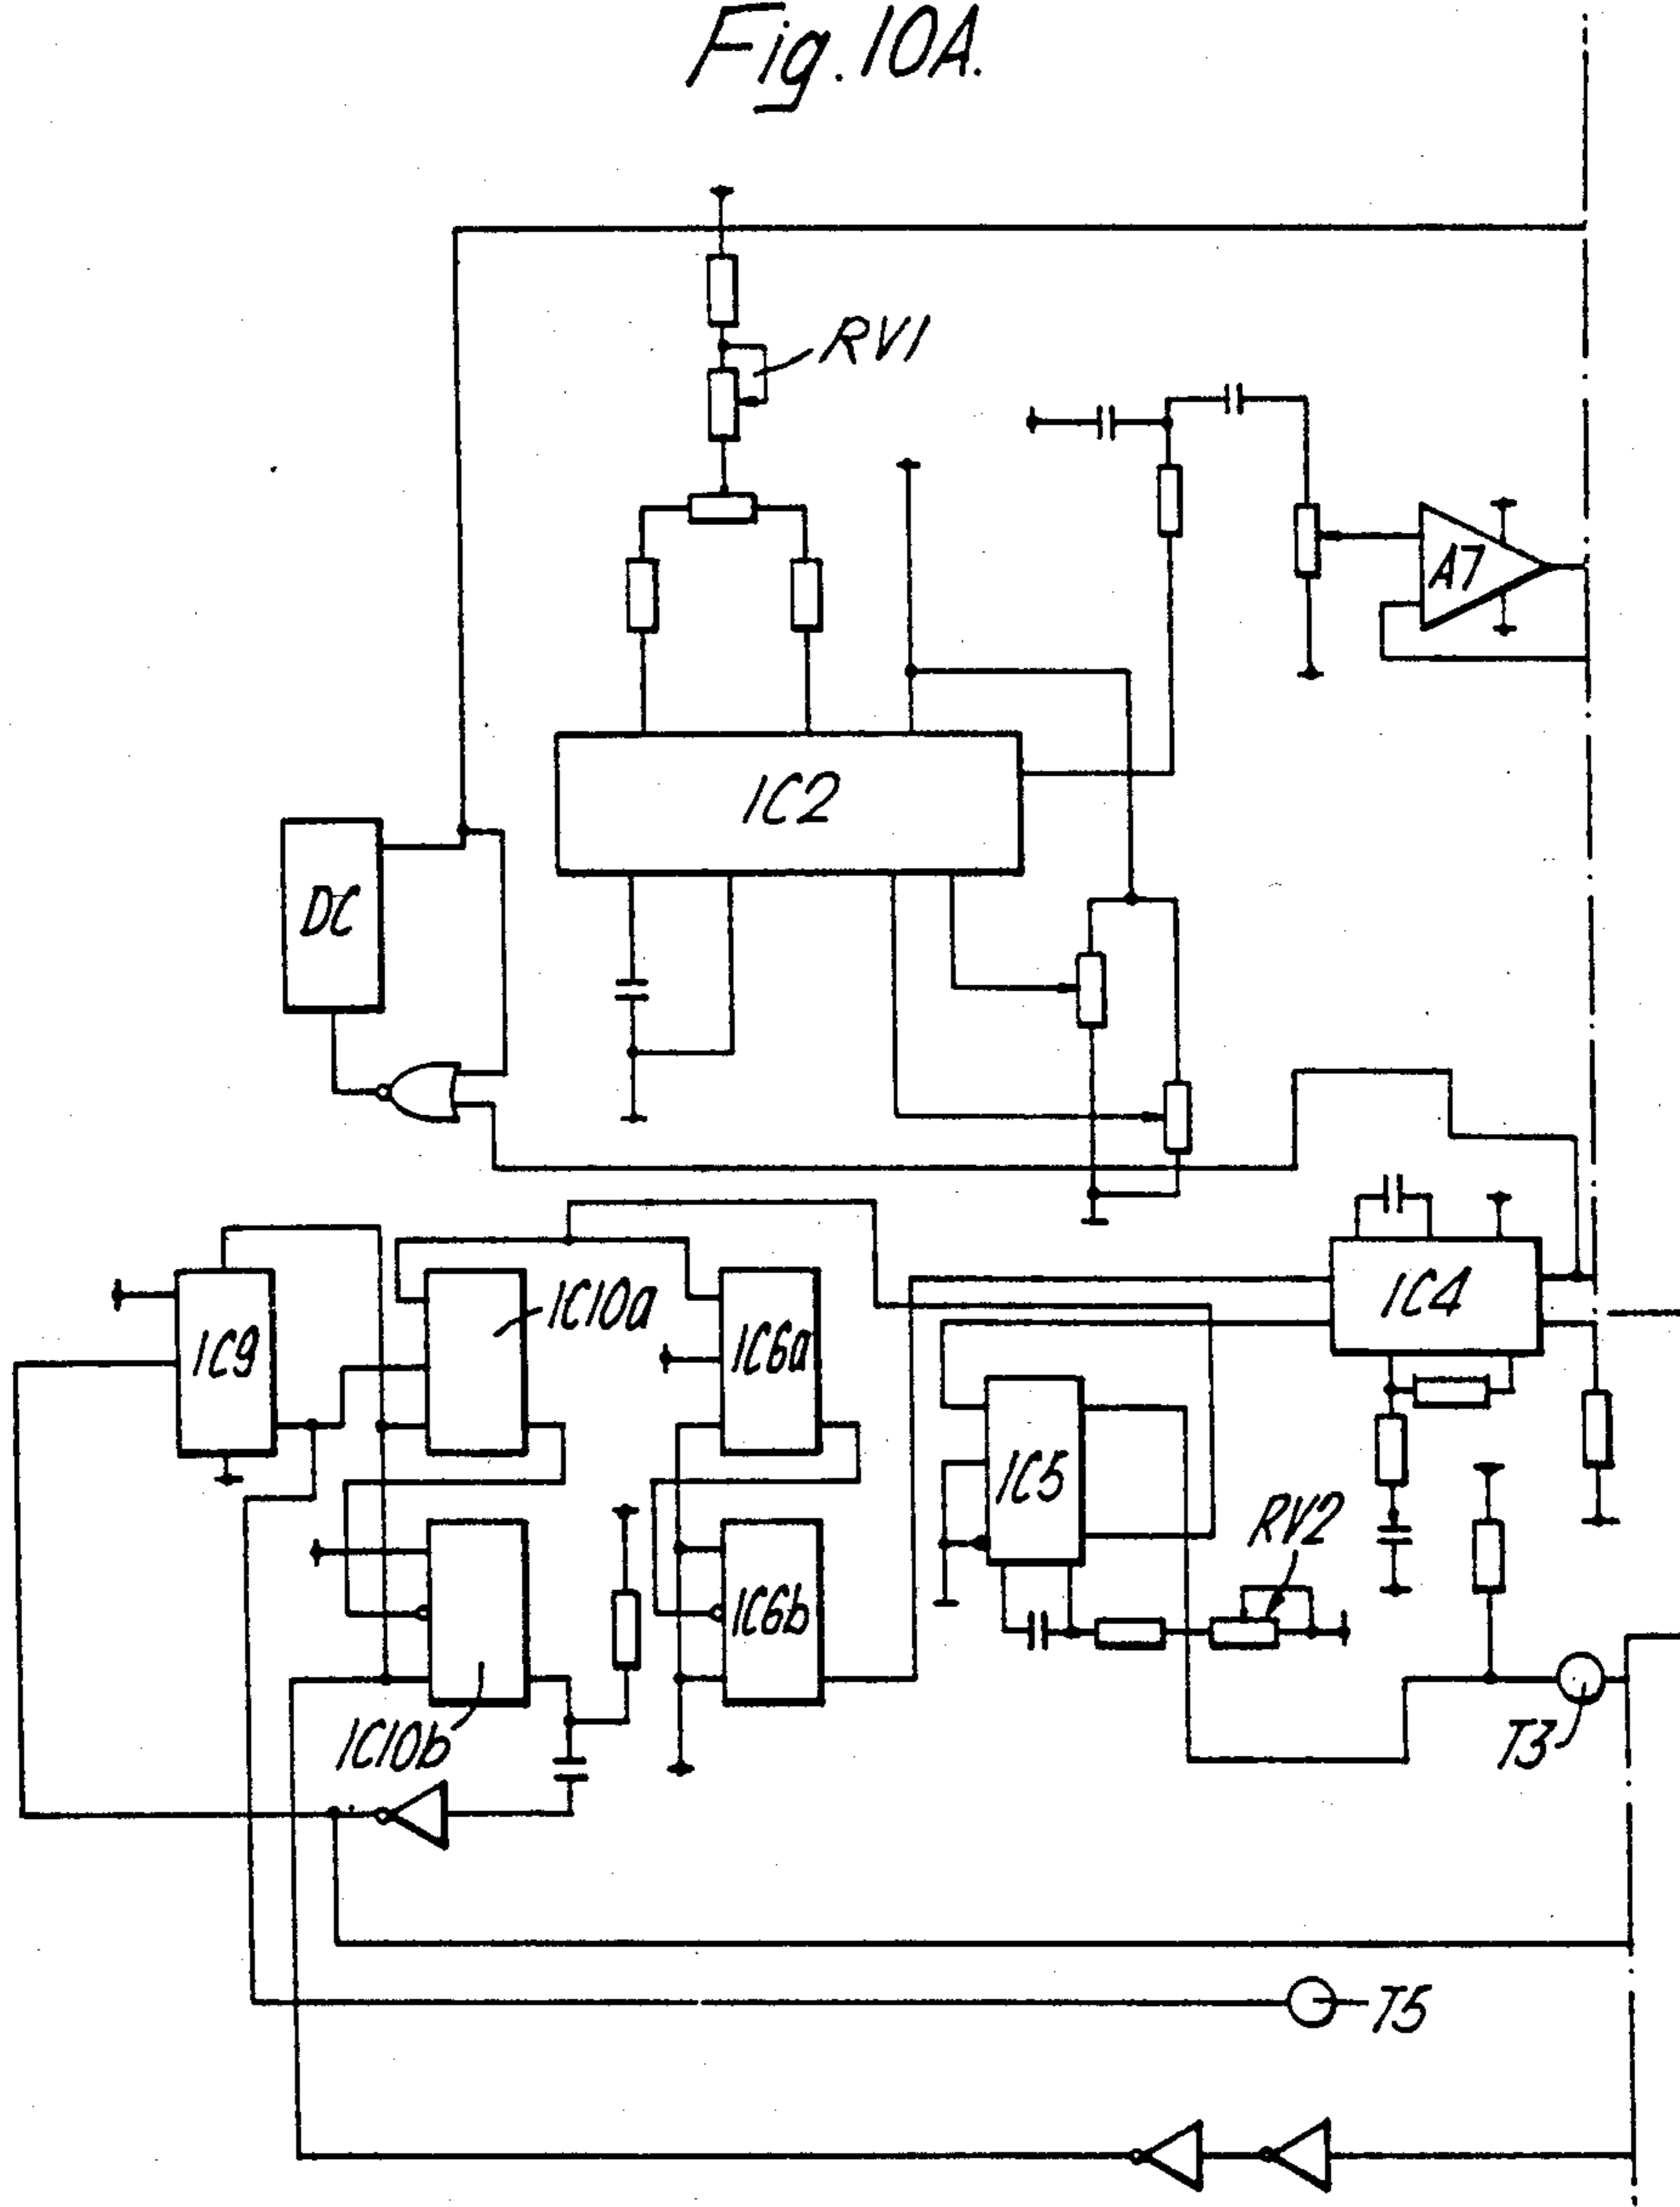 Fig. 10A.
RV1
A7
IC2
DC
IC10a
IC4
IC9
IC6a
IC5
RV2
IC6b
IC10b
T3
T5